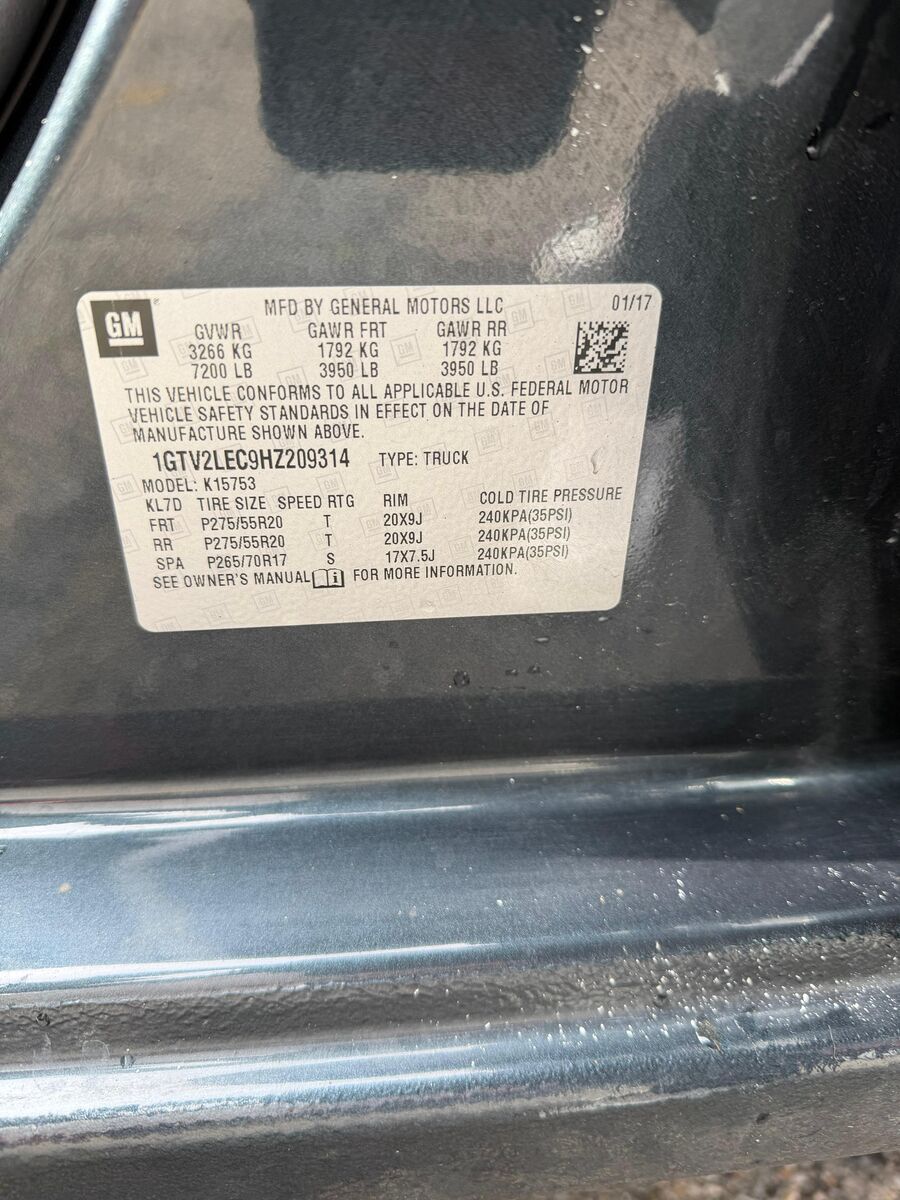 GM
MFD BY GENERAL MOTORS LLC 01/17
GVWR GAWR FRT GAWR RR
3266 KG 1792 KG 1792 KG
7200 LB 3950 LB 3950 LB
THIS VEHICLE CONFORMS TO ALL APPLICABLE U.S. FEDERAL MOTOR
VEHICLE SAFETY STANDARDS IN EFFECT ON THE DATE OF
MANUFACTURE SHOWN ABOVE.
1GTV2LEC9HZ209314 TYPE: TRUCK
MODEL: K15753
KL7D TIRE SIZE SPEED RTG RIM COLD TIRE PRESSURE
FRT P275/55R20 T 20X9J 240KPA(35PSI)
RR P275/55R20 T 20X9J 240KPA(35PSI)
SPA P265/70R17 S 17X7.5J 240KPA(35PSI)
SEE OWNER'S MANUAL i FOR MORE INFORMATION.